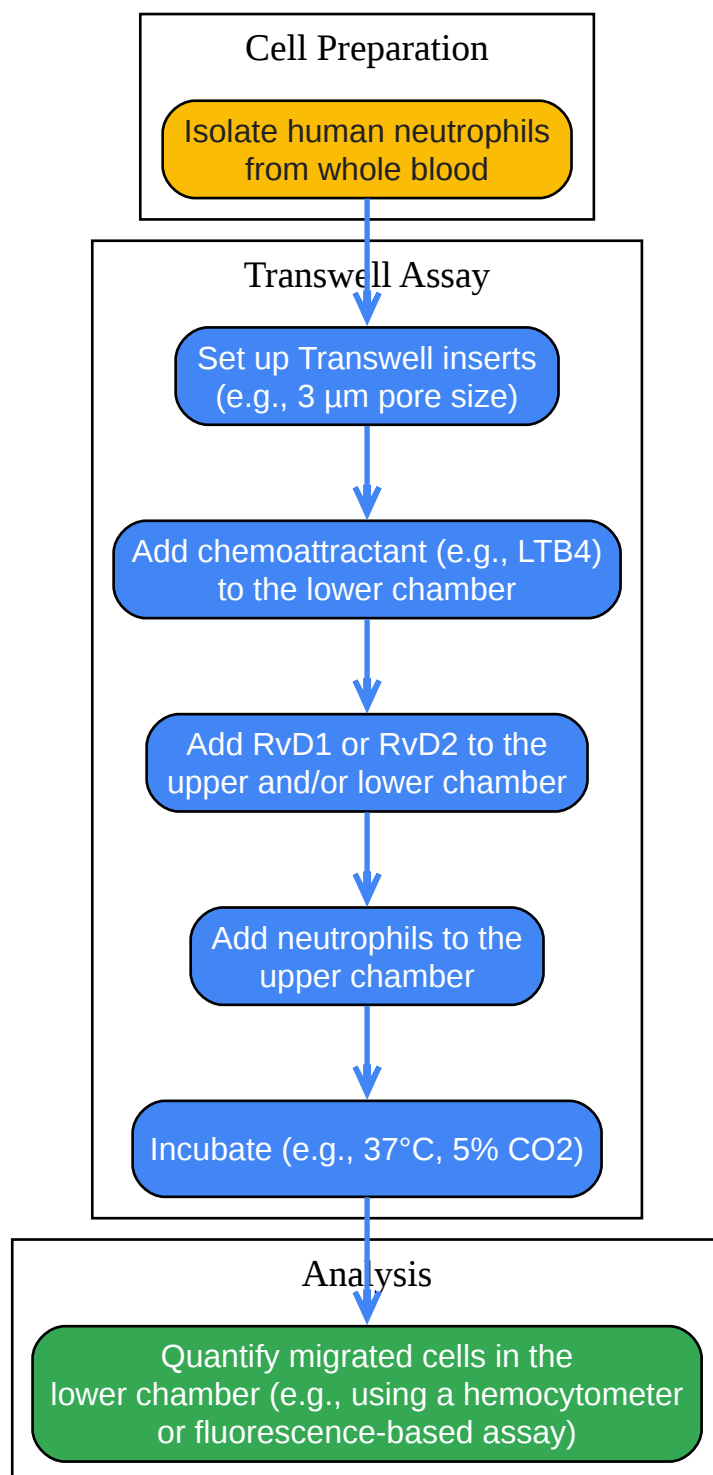 Cell Preparation
Isolate human neutrophils
from whole blood
Transwell Assay
Set up Transwell inserts
(e.g., 3 µm pore size)
Add chemoattractant (e.g., LTB4)
to the lower chamber
Add RvD1 or RvD2 to the
upper and/or lower chamber
Add neutrophils to the
upper chamber
Incubate (e.g., 37°C, 5% CO2)
Analysis
Quantify migrated cells in the
lower chamber (e.g., using a hemocytometer
or fluorescence-based assay)